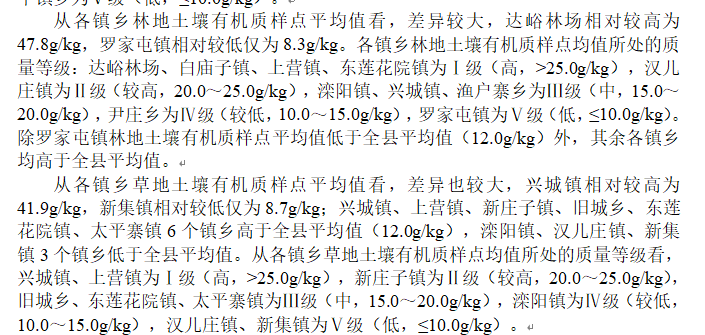 从各镇乡林地土壤有机质样点平均值看，差异较大，达峪林场相对较高为
47.8g/kg，罗家屯镇相对较低仅为 8.3g/kg。各镇乡林地土壤有机质样点均值所处的质
量等级：达峪林场、白庙子镇、上营镇、东莲花院镇为Ⅰ级（高，>25.0g/kg），汉儿
庄镇为Ⅱ级（较高，20.0～25.0g/kg），滦阳镇、兴城镇、渔户寨乡为Ⅲ级（中，15.0～
20.0g/kg），尹庄乡为Ⅳ级（较低，10.0～15.0g/kg），罗家屯镇为Ⅴ级（低，≤10.0g/kg）。
除罗家屯镇林地土壤有机质样点平均值低于全县平均值（12.0g/kg）外，其余各镇乡
均高于全县平均值。
从各镇乡草地土壤有机质样点平均值看，差异也较大，兴城镇相对较高为
41.9g/kg，新集镇相对较低仅为 8.7g/kg；兴城镇、上营镇、新庄子镇、旧城乡、东莲
花院镇、太平寨镇 6 个镇乡高于全县平均值（12.0g/kg），滦阳镇、汉儿庄镇、新集
镇 3 个镇乡低于全县平均值。从各镇乡草地土壤有机质样点均值所处的质量等级看，
兴城镇、上营镇为Ⅰ级（高，>25.0g/kg），新庄子镇为Ⅱ级（较高，20.0～25.0g/kg），
旧城乡、东莲花院镇、太平寨镇为Ⅲ级（中，15.0～20.0g/kg），滦阳镇为Ⅳ级（较低，
10.0～15.0g/kg），汉儿庄镇、新集镇为Ⅴ级（低，≤10.0g/kg）。